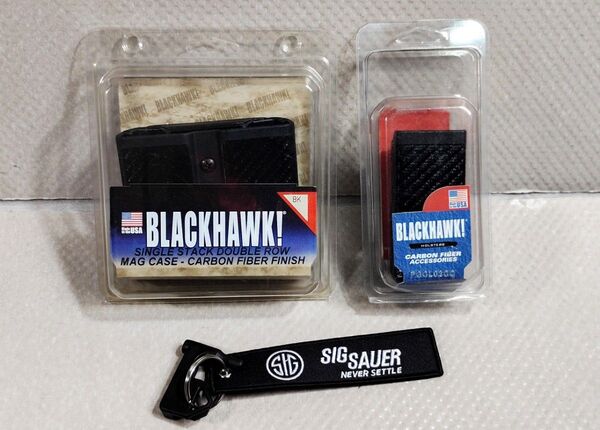 BLACKHAWK!
BK
USA
BLACKHAWK!
SINGLE STACK DOUBLE ROW
MAG CASE - CARBON FIBER FINISH
USA
BLACKHAWK!
HOLSTERS
CARBON FIBER
ACCESSORIES
SIG
SIG SAUER
NEVER SETTLE